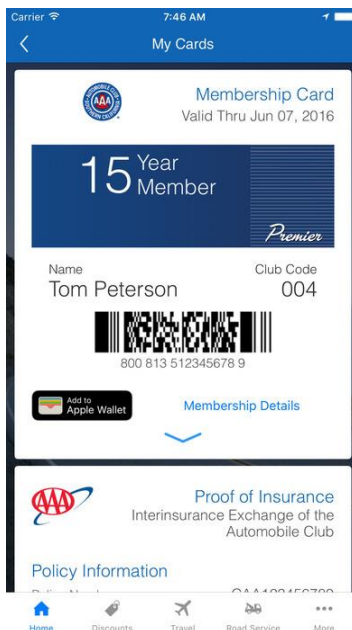 Carrier 7:46 AM
My Cards
AAA
Membership Card
Valid Thru Jun 07, 2016
15 Year Member
Premier
Name Club Code
Tom Peterson 004
800 813 512345678 9
Add to Apple Wallet
Membership Details
AAA
Proof of Insurance
Interinsurance Exchange of the
Automobile Club
Policy Information
CAA123456789
Home Discounts Travel Road Service More